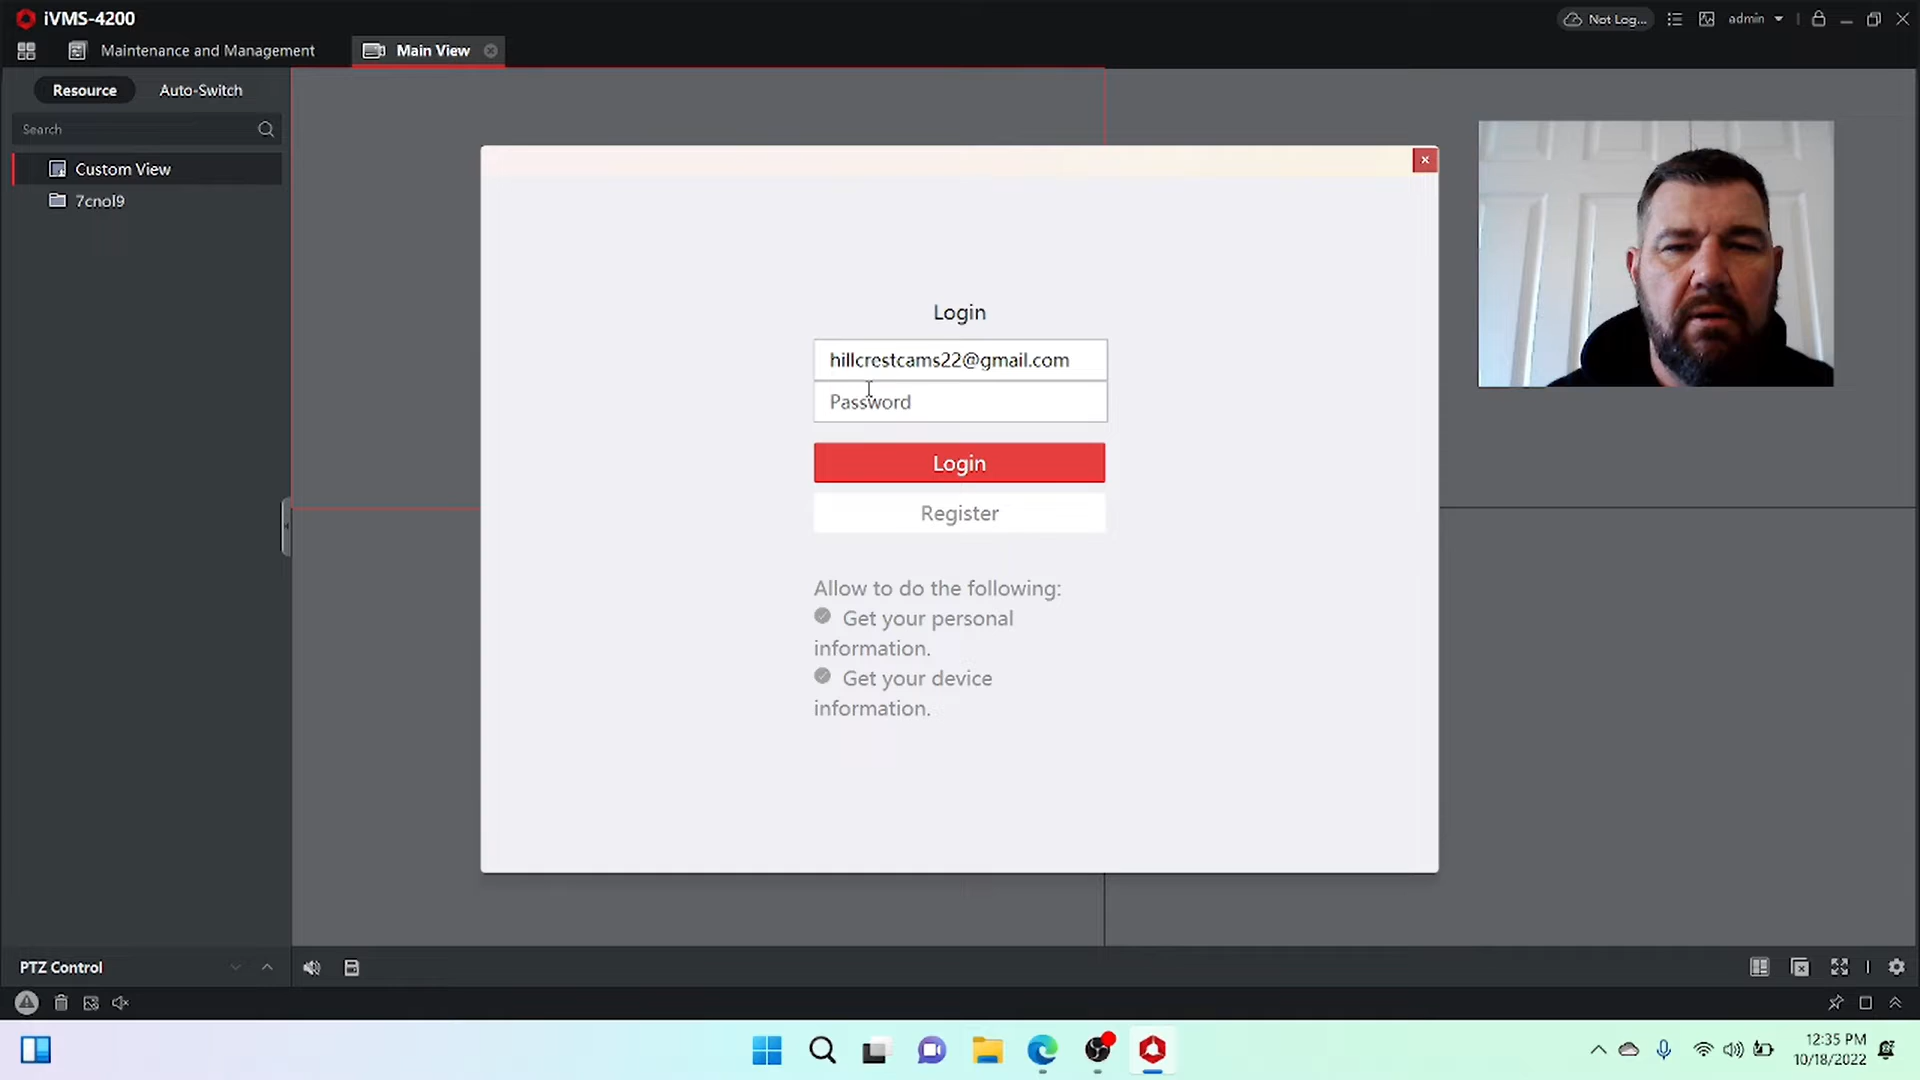 iVMS-4200
Not Log...
admin
Maintenance and Management
Main View
Resource
Auto-Switch
Search
Custom View
7cnol9
Login
hillcrestcams22@gmail.com
Password
Login
Register
Allow to do the following:
Get your personal
information.
Get your device
information.
PTZ Control
12:35 PM
10/18/2022